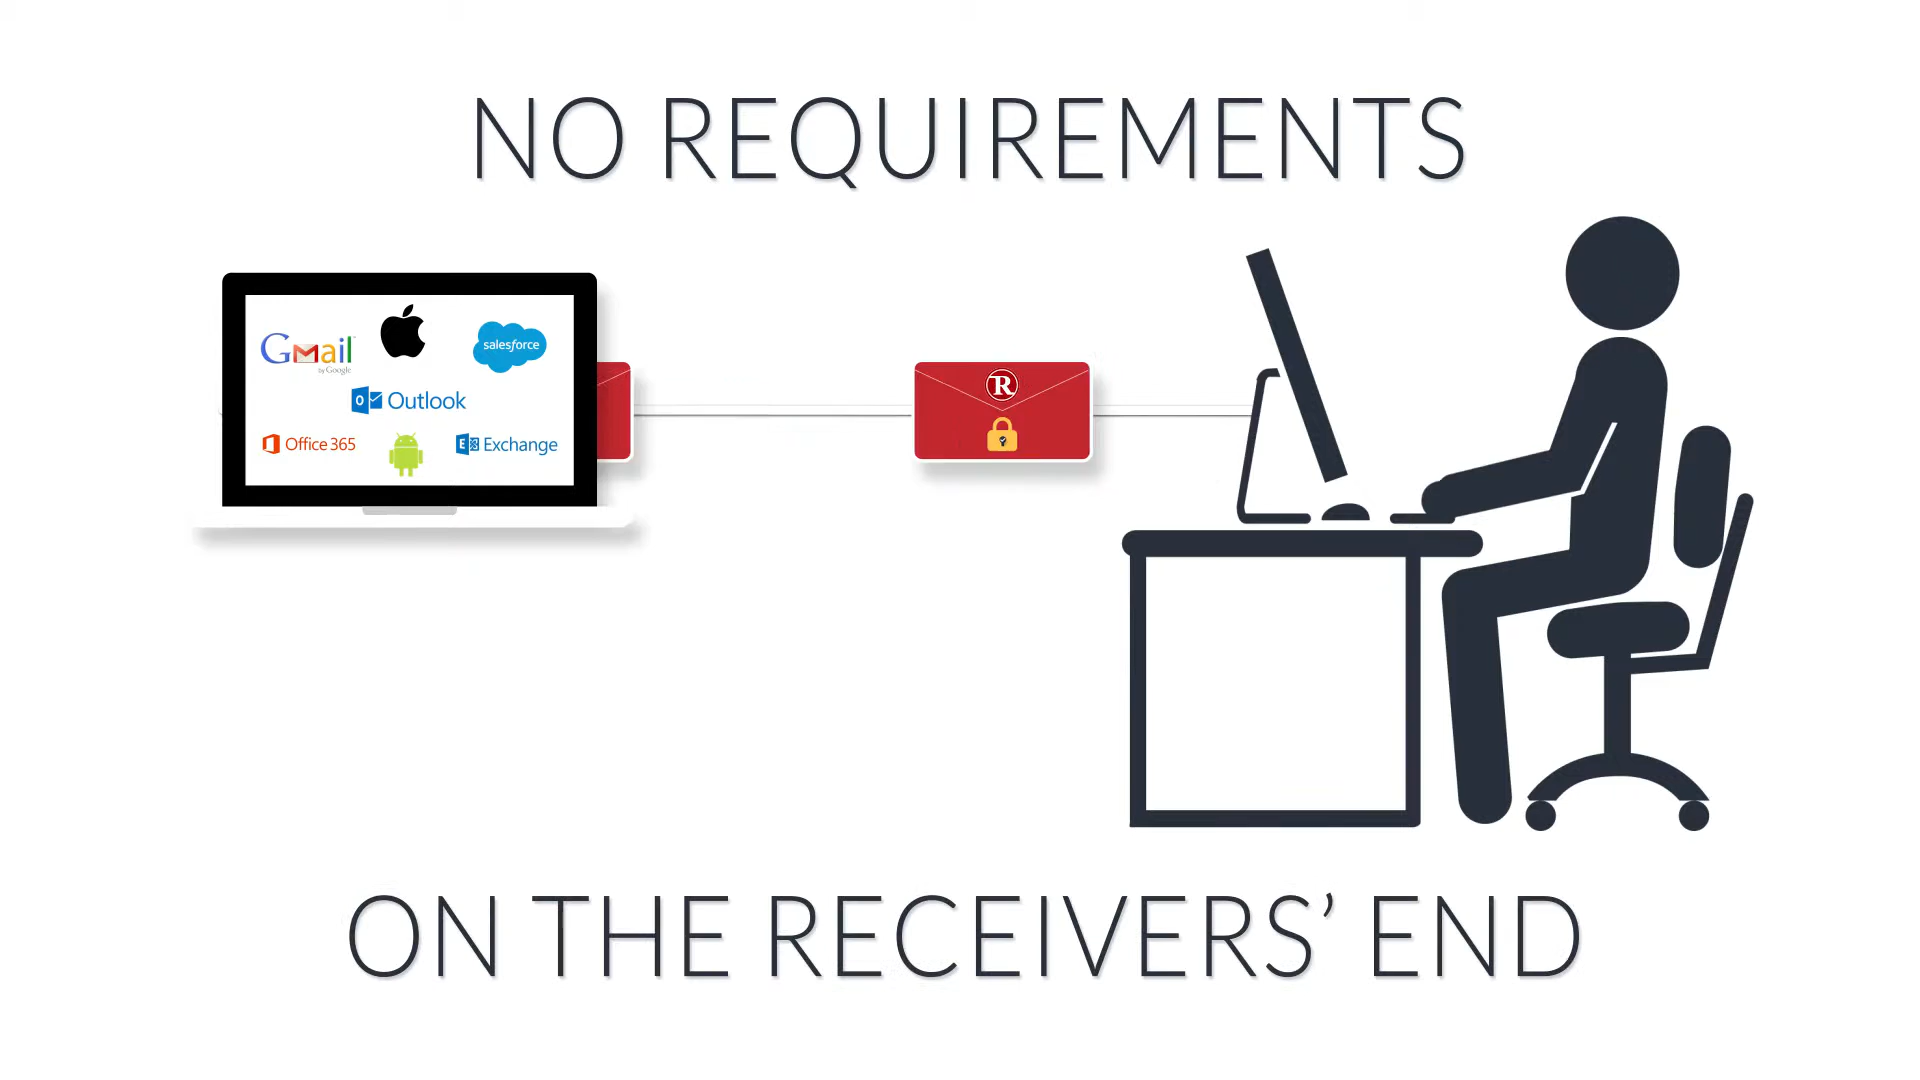 NO REQUIREMENTS
Gmail
by Google
salesforce
Outlook
Office 365
Exchange
R
ON THE RECEIVERS’ END